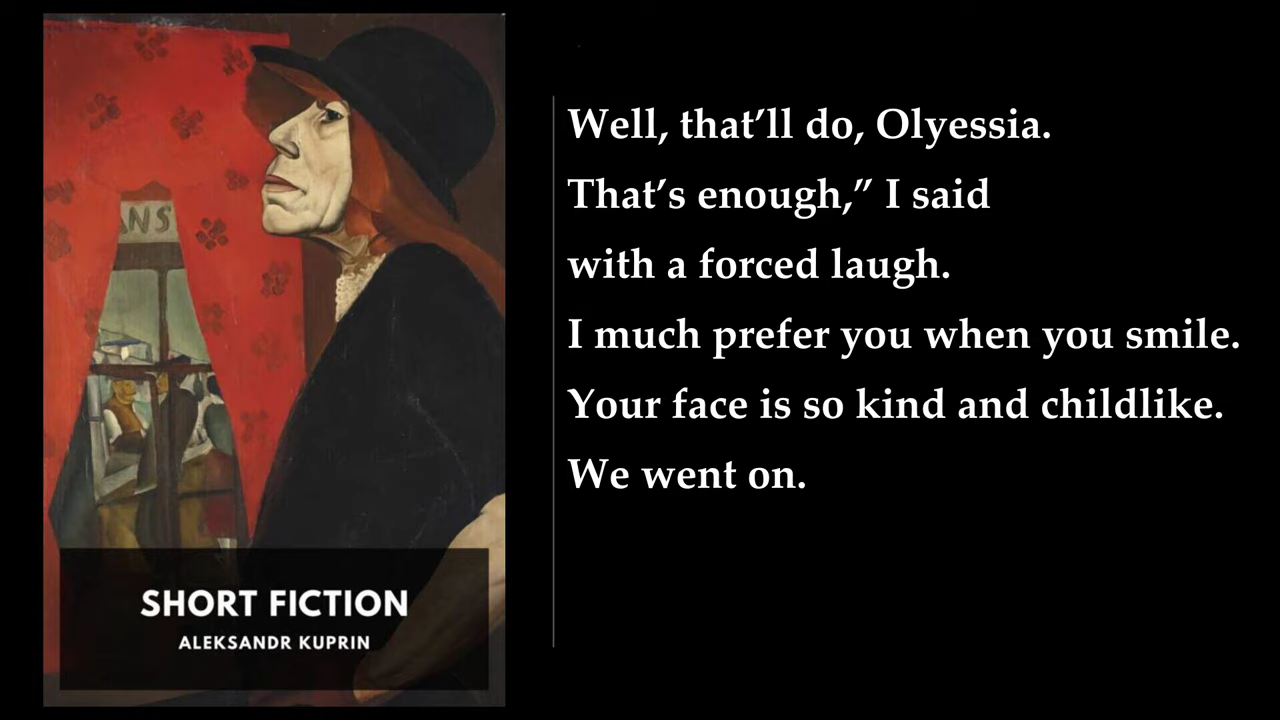 ANS
SHORT FICTION
ALEKSANDR KUPRIN
Well, that’ll do, Olyessia.
That’s enough,” I said
with a forced laugh.
I much prefer you when you smile.
Your face is so kind and childlike.
We went on.